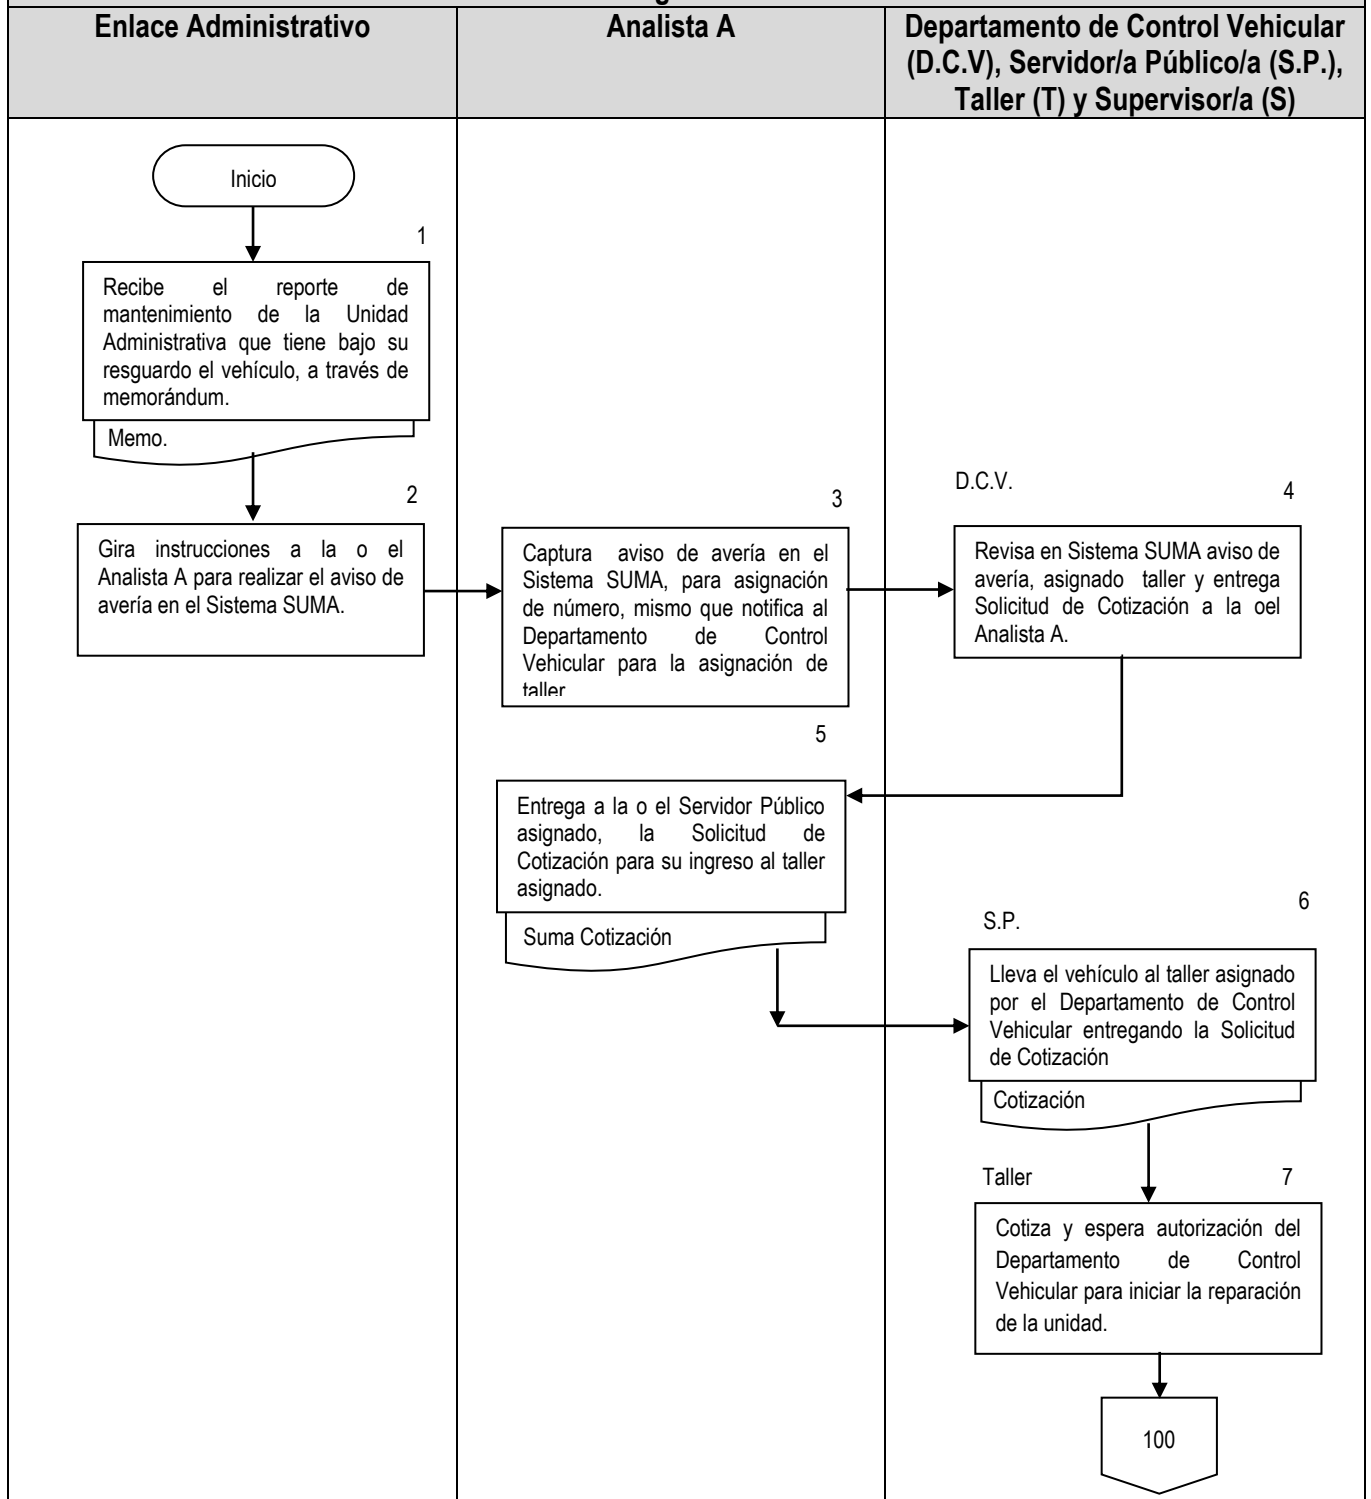 Enlace Administrativo
Analista A
Departamento de Control Vehicular
(D.C.V), Servidor/a Público/a (S.P.),
Taller (T) y Supervisor/a (S)
Inicio
1
Recibe el reporte de
mantenimiento de la Unidad
Administrativa que tiene bajo su
resguardo el vehículo, a través de
memorándum.
Memo.
2
Gira instrucciones a la o el
Analista A para realizar el aviso de
avería en el Sistema SUMA.
3
Captura aviso de avería en el
Sistema SUMA, para asignación
de número, mismo que notifica al
Departamento de Control
Vehicular para la asignación de
taller
D.C.V.
4
Revisa en Sistema SUMA aviso de
avería, asignado taller y entrega
Solicitud de Cotización a la oel
Analista A.
5
Entrega a la o el Servidor Público
asignado, la Solicitud de
Cotización para su ingreso al taller
asignado.
Suma Cotización
6
S.P.
Lleva el vehículo al taller asignado
por el Departamento de Control
Vehicular entregando la Solicitud
de Cotización
Cotización
Taller
7
Cotiza y espera autorización del
Departamento de Control
Vehicular para iniciar la reparación
de la unidad.
100